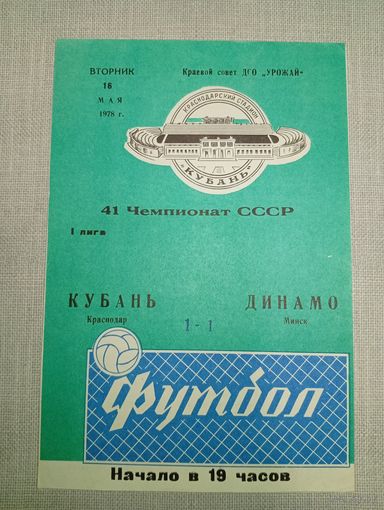 ВТОРНИК
16
МАЯ
1978 г.
Краевой совет ДСО „УРОЖАЙ“
КРАСНОДАРСКИЙ СТАДИОН
„КУБАНЬ“
41 Чемпионат СССР
I лига
КУБАНЬ ДИНАМО
Краснодар Минск
1-1
Футбол
Начало в 19 часов